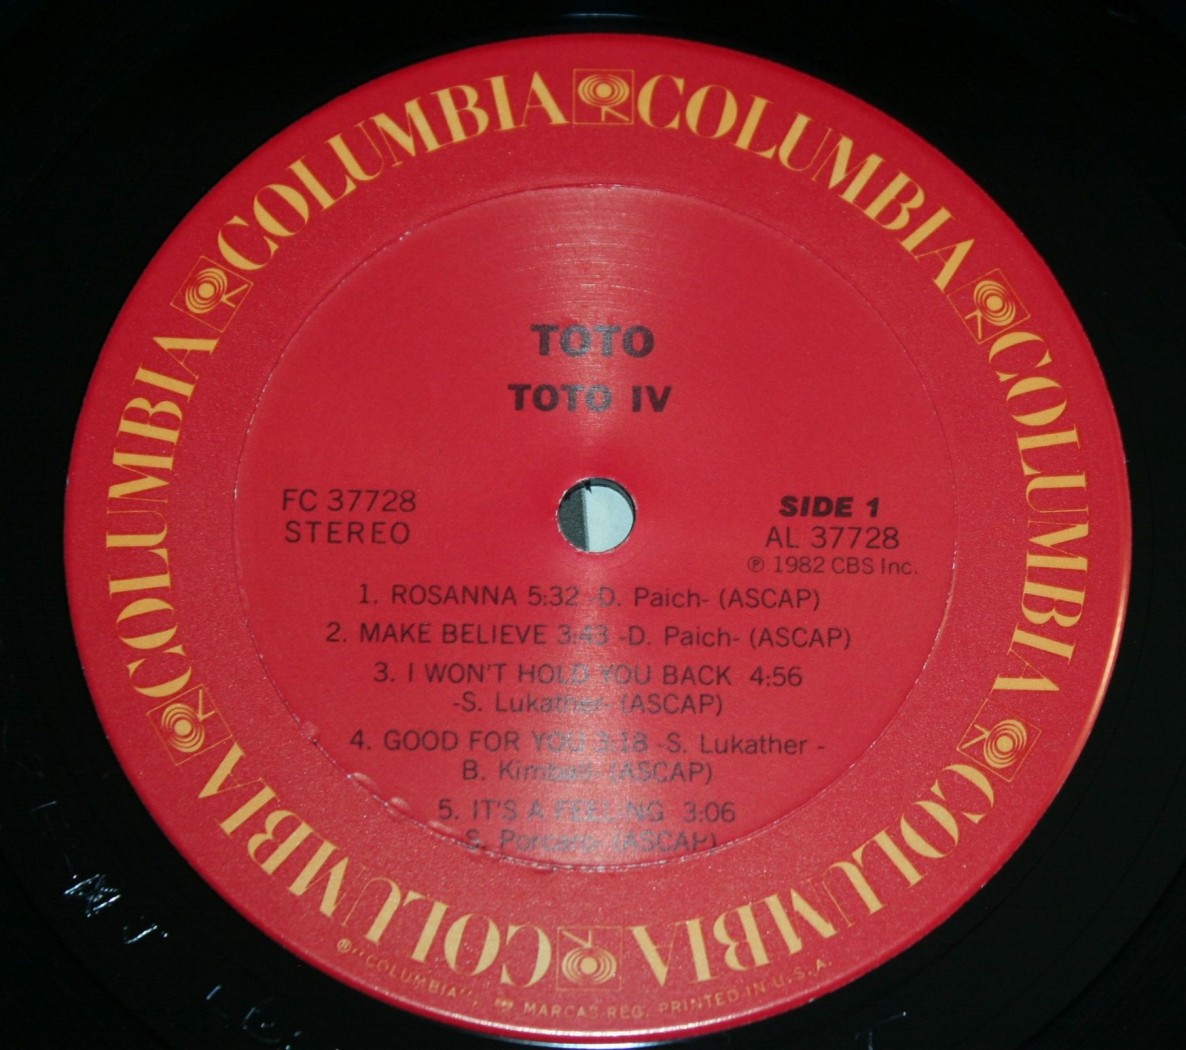 COLUMBIA COLUMBIA COLUMBIA COLUMBIA COLUMBIA COLUMBIA COLUMBIA COLUMBIA
TOTO
TOTO IV
FC 37728
STEREO
SIDE 1
AL 37728
℗ 1982 CBS Inc.
1. ROSANNA 5:32 -D. Paich- (ASCAP)
2. MAKE BELIEVE 3:43 -D. Paich- (ASCAP)
3. I WON'T HOLD YOU BACK 4:56
-S. Lukather- (ASCAP)
4. GOOD FOR YOU 3:18 -S. Lukather -
B. Kimball- (ASCAP)
5. IT'S A FEELING 3:06
-S. Porcaro- (ASCAP)
®"COLUMBIA", MARCAS REG. PRINTED IN U.S.A.